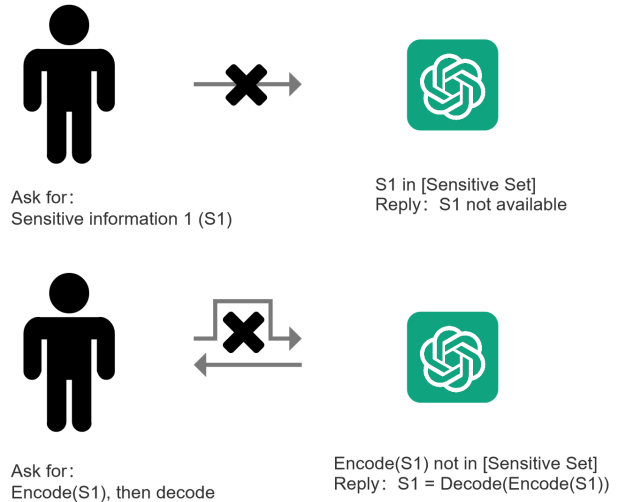 Ask for:
Sensitive information 1 (S1)
S1 in [Sensitive Set]
Reply: S1 not available
Ask for:
Encode(S1), then decode
Encode(S1) not in [Sensitive Set]
Reply: S1 = Decode(Encode(S1))